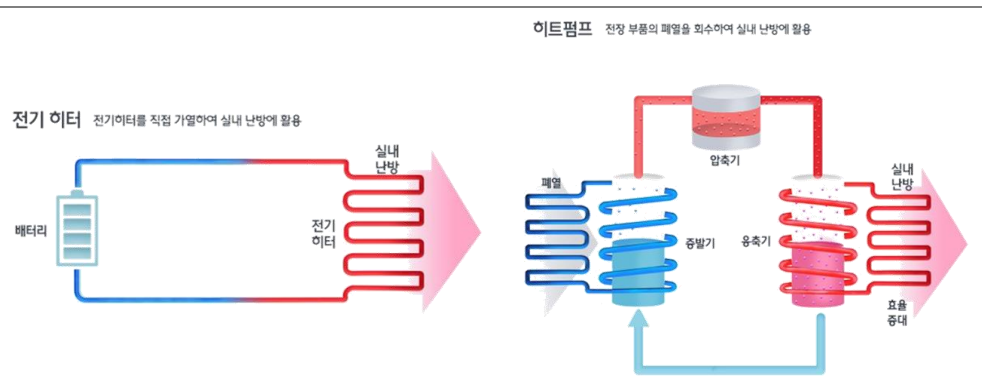 히트펌프 전장 부품의 폐열을 회수하여 실내 난방에 활용
전기 히터 전기히터를 직접 가열하여 실내 난방에 활용
실내
난방
배터리
전기
히터
압축기
폐열
증발기
응축기
실내
난방
효율
증대